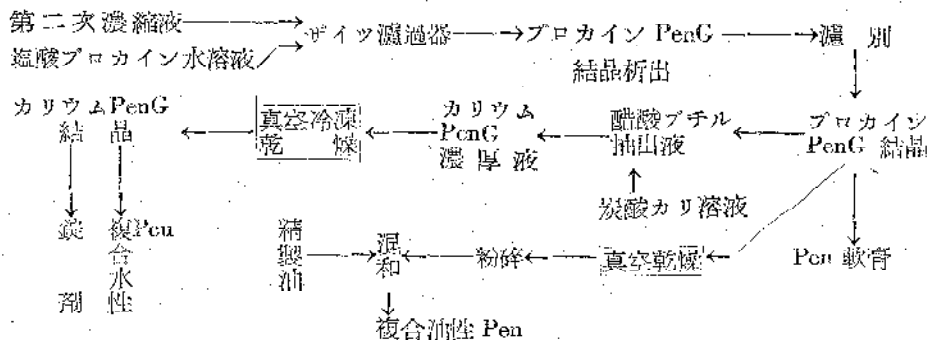 第二次濃縮液
塩酸プロカイン水溶液
ザイツ濾過器
プロカイン PenG
結晶析出
濾別
プロカイン
PenG 結晶
醋酸ブチル
抽出液
炭酸カリ溶液
カリウム
PenG
濃厚液
真空冷凍
乾燥
カリウムPenG
結晶
錠剤
複合水性Pen
Pen 軟膏
真空乾燥
粉碎
混和
精製油
複合油性 Pen